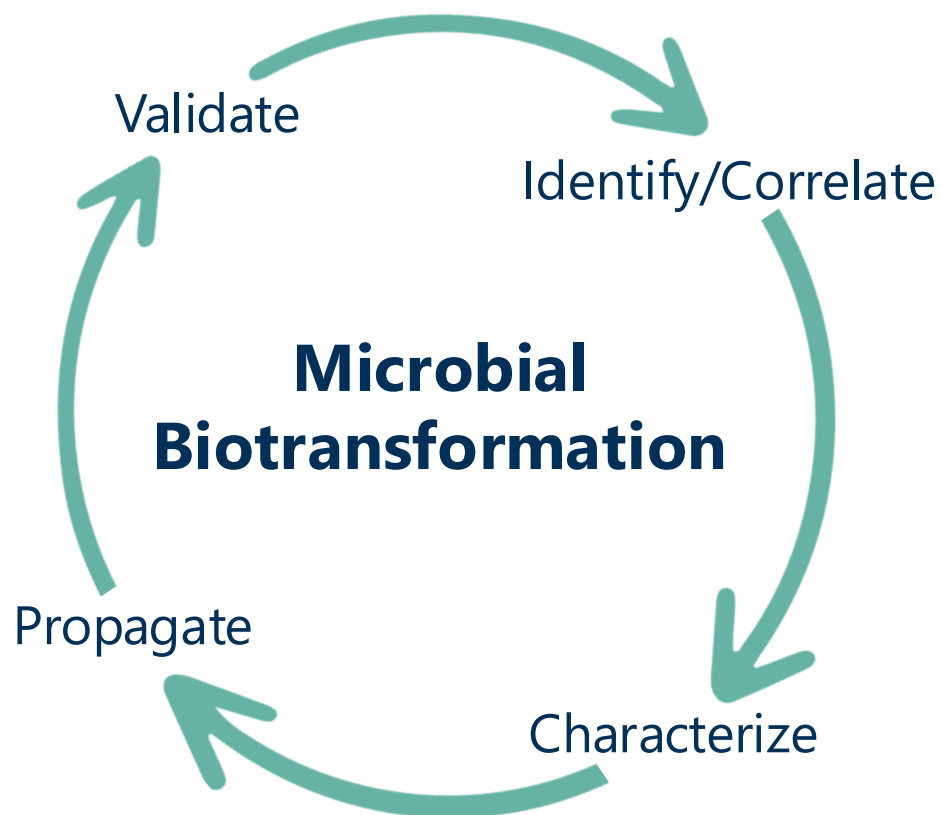 Validate
Identify/Correlate
Microbial
Biotransformation
Propagate
Characterize